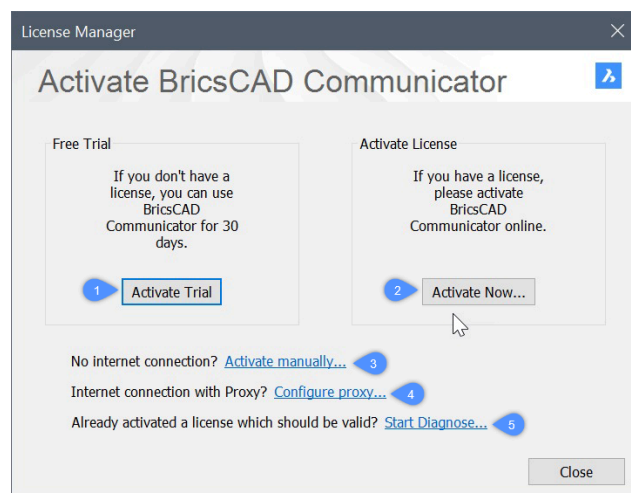 License Manager
Activate BricsCAD Communicator
Free Trial
If you don't have a
license, you can use
BricsCAD
Communicator for 30
days.
1
Activate Trial
Activate License
If you have a license,
please activate
BricsCAD
Communicator online.
2
Activate Now...
No internet connection? Activate manually... 3
Internet connection with Proxy? Configure proxy... 4
Already activated a license which should be valid? Start Diagnose... 5
Close